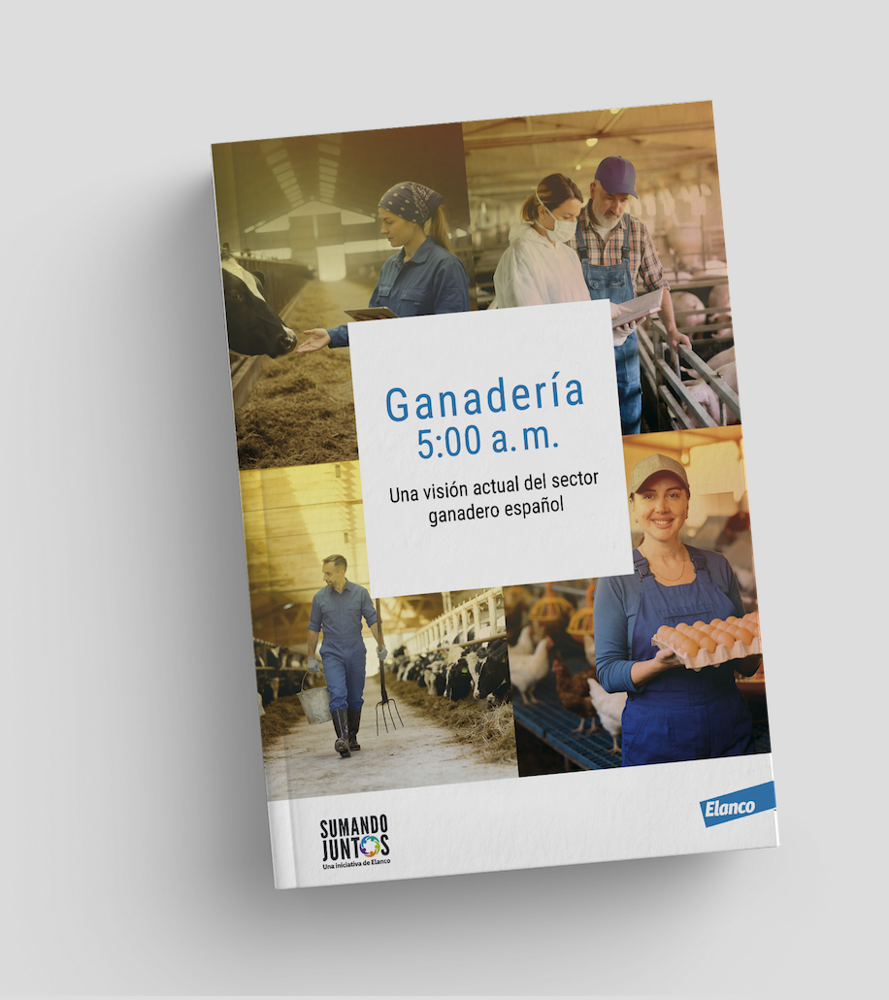 Ganadería
5:00 a.m.
Una visión actual del sector
ganadero español
SUMANDO
JUNTOS
Una iniciativa de Elanco
Elanco